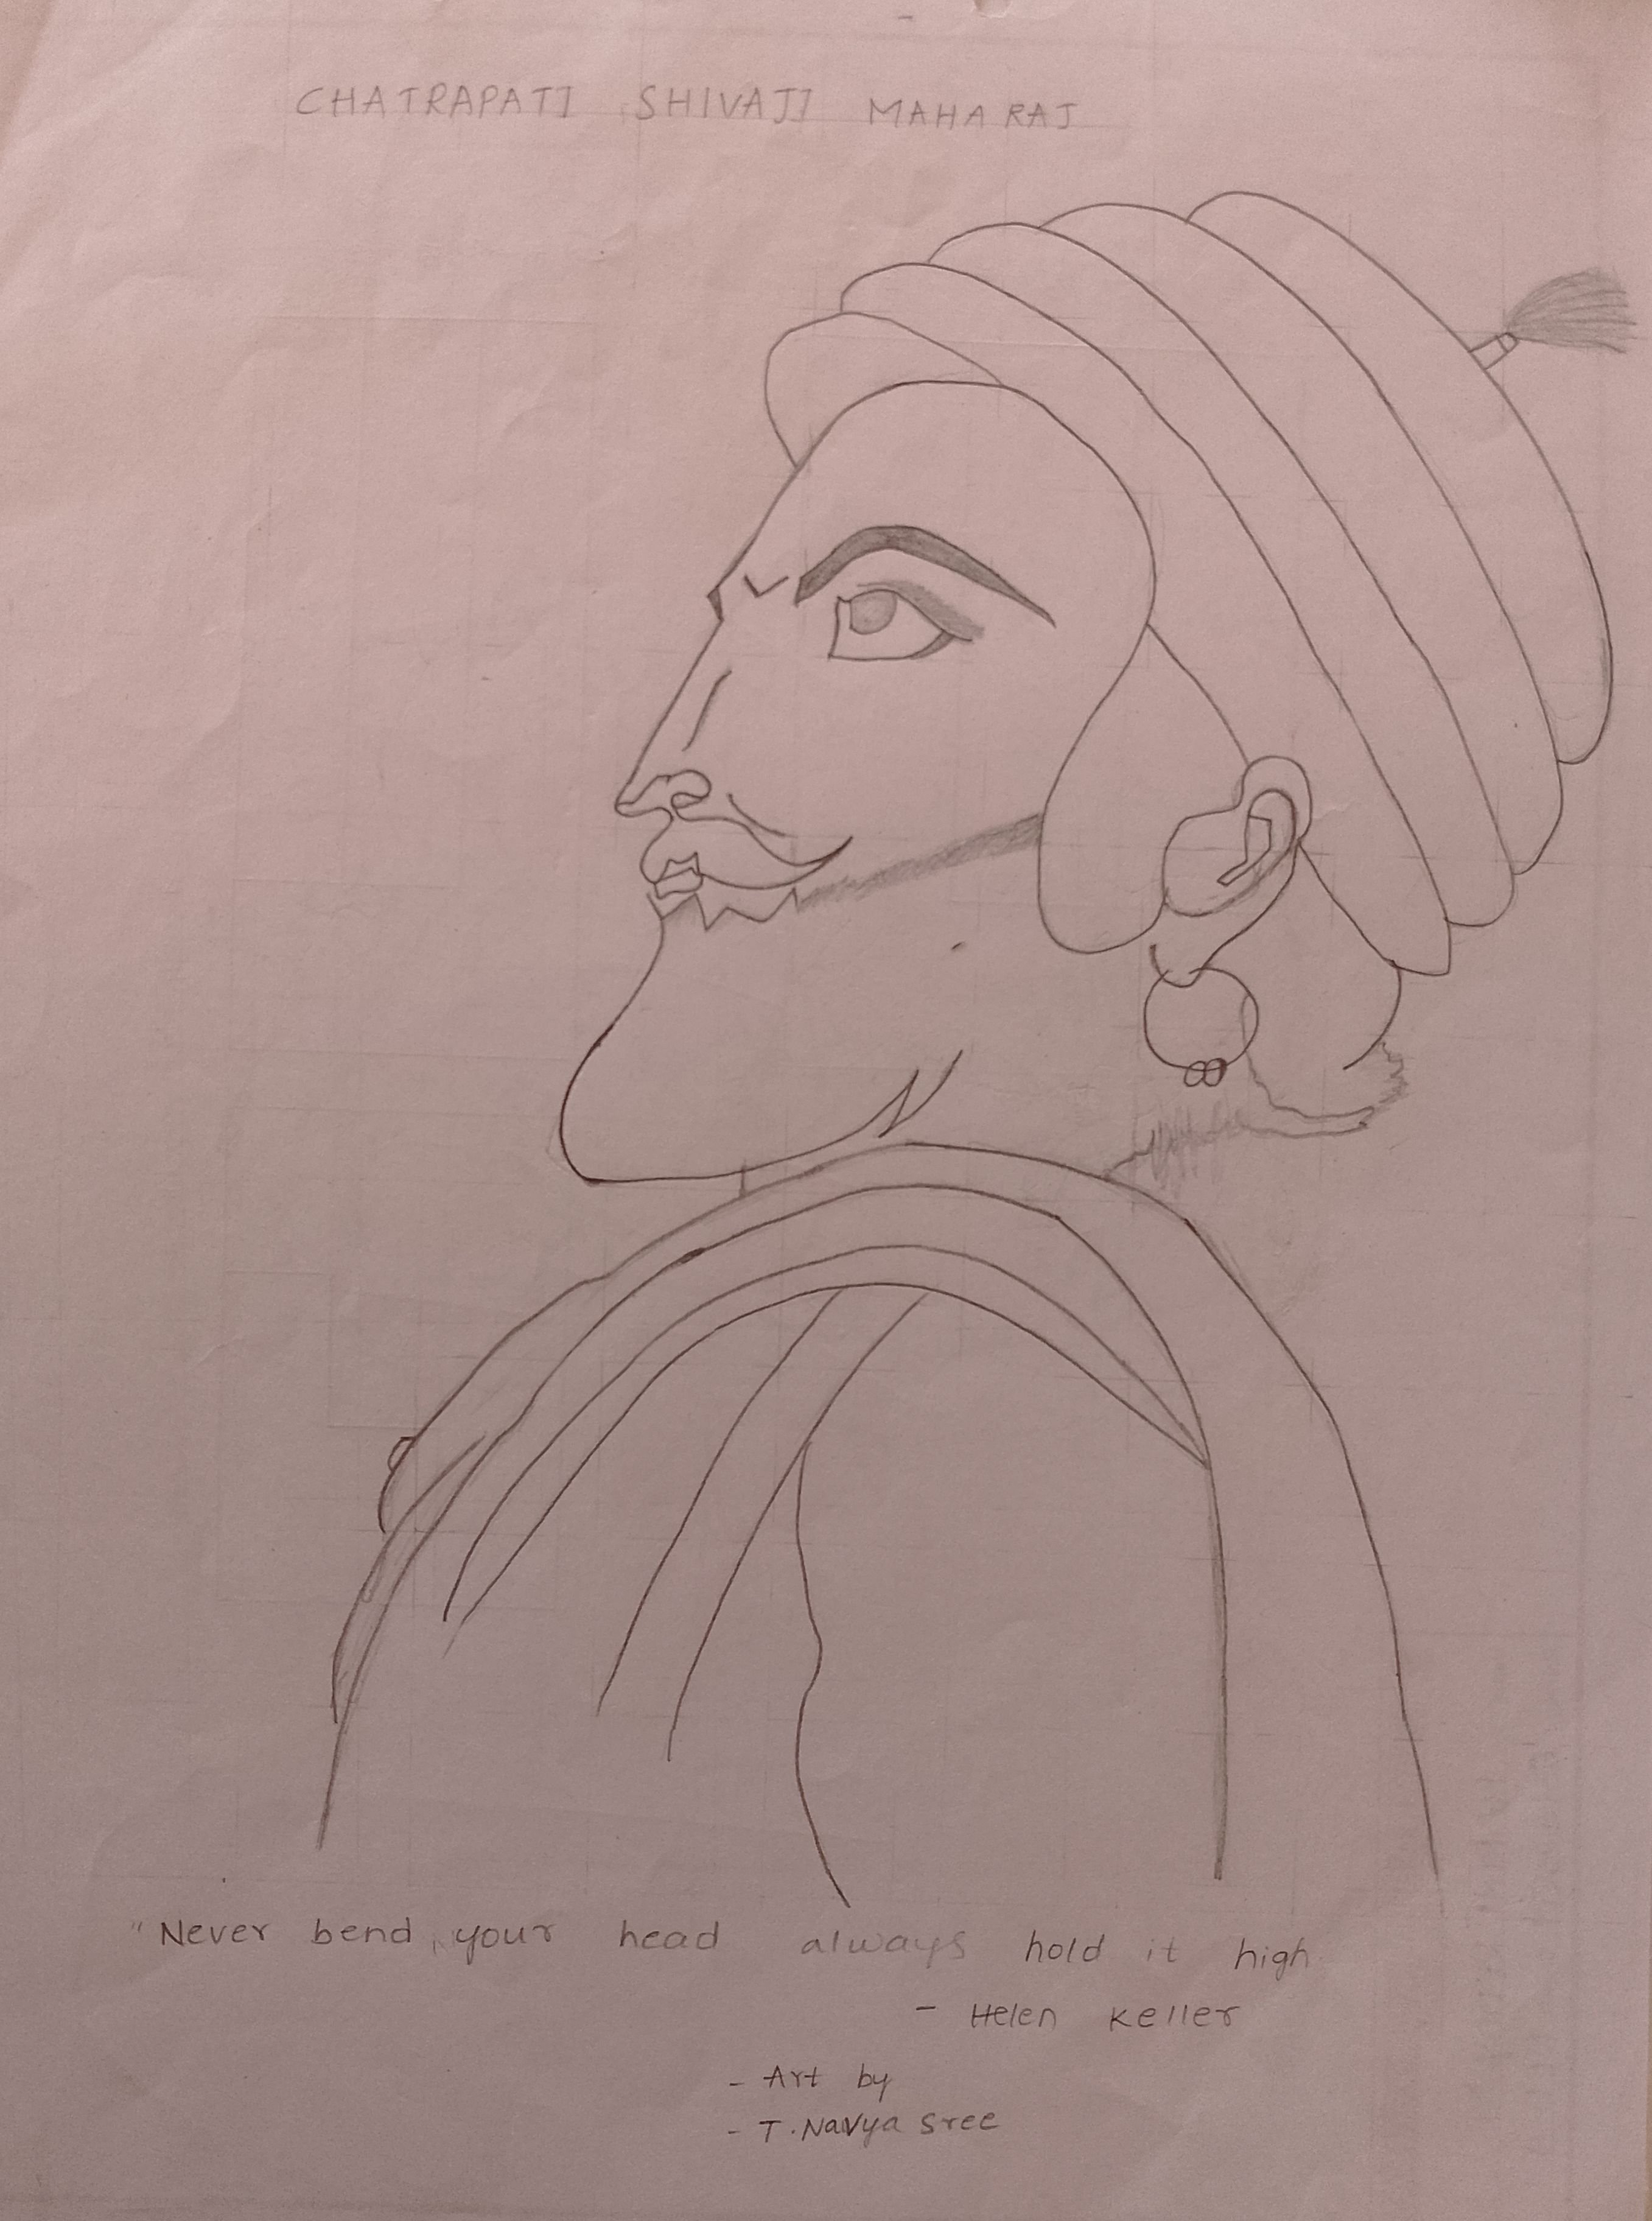 CHATRAPATI SHIVAJI MAHARAJ
"Never bend your head always hold it high
- Helen Keller
- Art by
- T. Navya Sree